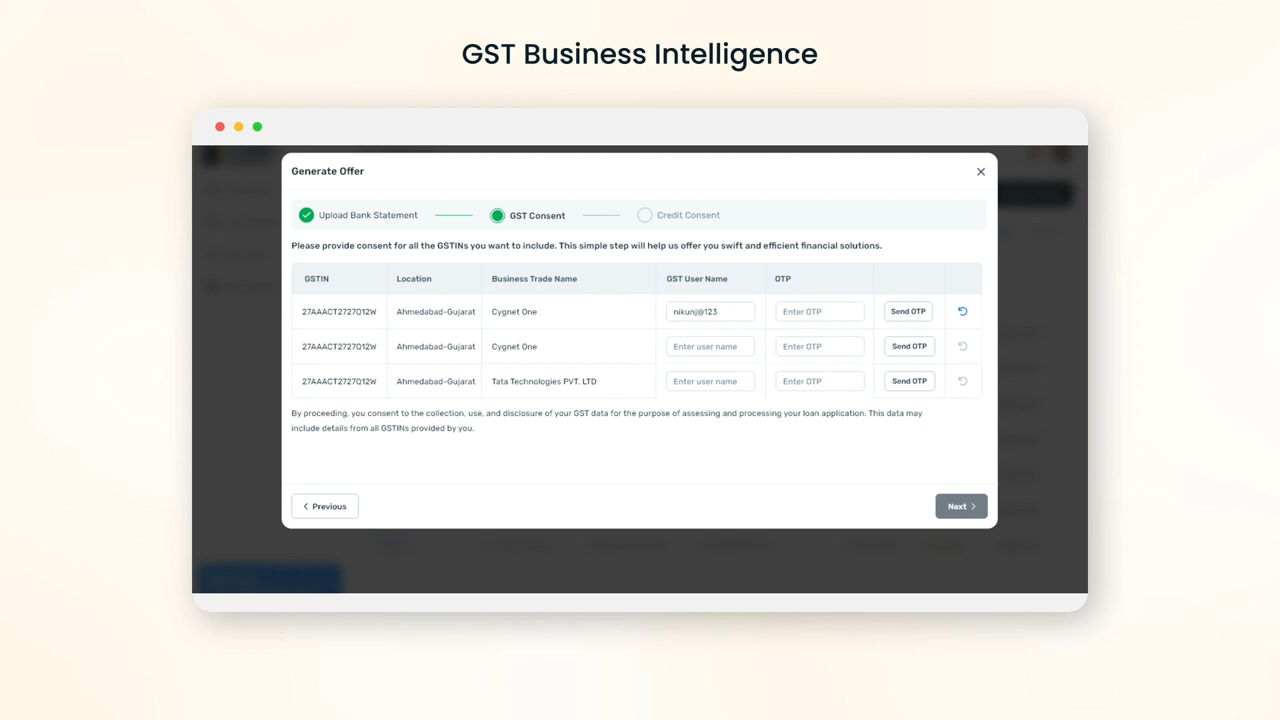 GST Business Intelligence
Generate Offer
Upload Bank Statement GST Consent Credit Consent
Please provide consent for all the GSTINs you want to include. This simple step will help us offer you swift and efficient financial solutions.
GSTIN Location Business Trade Name GST User Name OTP
27AAACT2727Q12W Ahmedabad-Gujarat Cygnet One nikunj@123 Enter OTP Send OTP
27AAACT2727Q12W Ahmedabad-Gujarat Cygnet One Enter user name Enter OTP Send OTP
27AAACT2727Q12W Ahmedabad-Gujarat Tata Technologies PVT. LTD Enter user name Enter OTP Send OTP
By proceeding, you consent to the collection, use, and disclosure of your GST data for the purpose of assessing and processing your loan application. This data may
include details from all GSTINs provided by you.
Previous Next